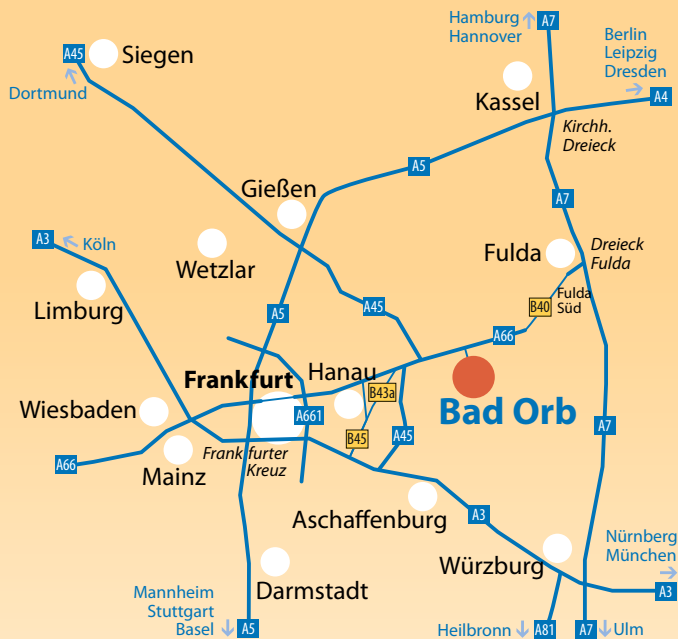 Hamburg
Hannover
A7
Berlin
Leipzig
Dresden
A45
Siegen
Dortmund
Kassel
A4
Kirchh.
Dreieck
A5
Gießen
A7
A3
Köln
Wetzlar
Fulda
Dreieck
Fulda
Limburg
Fulda
Süd
B40
A5
A45
A66
Hanau
Frankfurt
B43a
Bad Orb
Wiesbaden
A661
A7
B45
A45
Frankfurter
Kreuz
A66
Mainz
Aschaffenburg
A3
Nürnberg
München
Würzburg
Darmstadt
A3
Mannheim
Stuttgart
Basel
A5
Heilbronn
A81
A7
Ulm